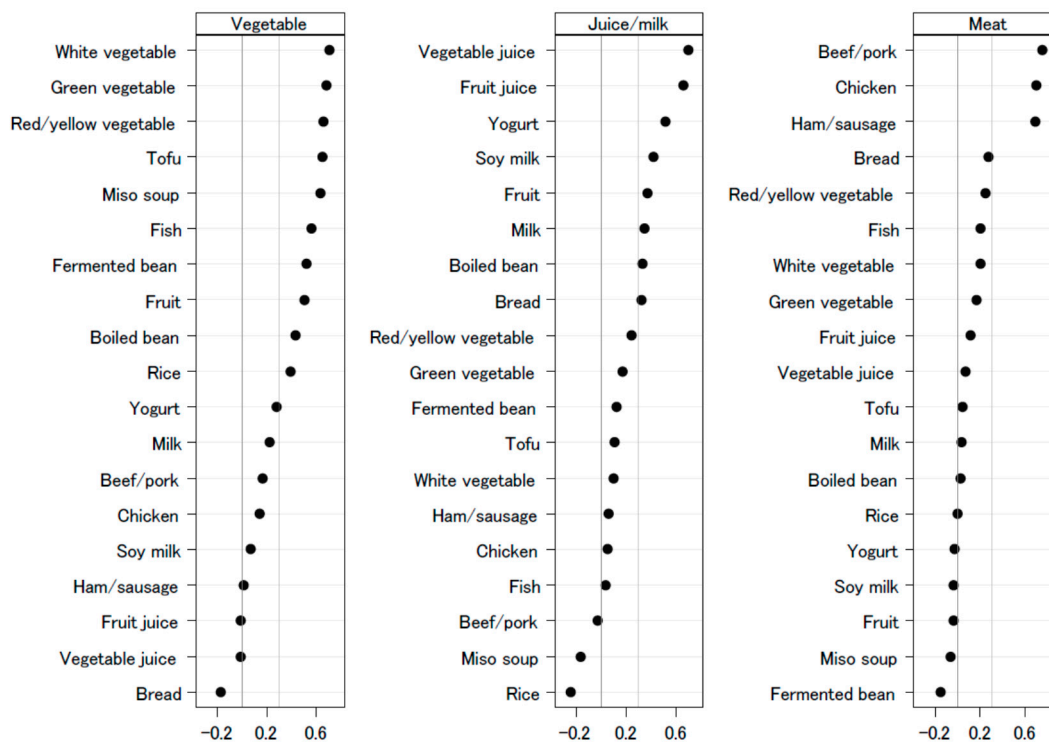 Vegetable
White vegetable
Green vegetable
Red/yellow vegetable
Tofu
Miso soup
Fish
Fermented bean
Fruit
Boiled bean
Rice
Yogurt
Milk
Beef/pork
Chicken
Soy milk
Ham/sausage
Fruit juice
Vegetable juice
Bread
−0.2 0.2 0.6
Juice/milk
Vegetable juice
Fruit juice
Yogurt
Soy milk
Fruit
Milk
Boiled bean
Bread
Red/yellow vegetable
Green vegetable
Fermented bean
Tofu
White vegetable
Ham/sausage
Chicken
Fish
Beef/pork
Miso soup
Rice
−0.2 0.2 0.6
Meat
Beef/pork
Chicken
Ham/sausage
Bread
Red/yellow vegetable
Fish
White vegetable
Green vegetable
Fruit juice
Vegetable juice
Tofu
Milk
Boiled bean
Rice
Yogurt
Soy milk
Fruit
Miso soup
Fermented bean
−0.2 0.2 0.6